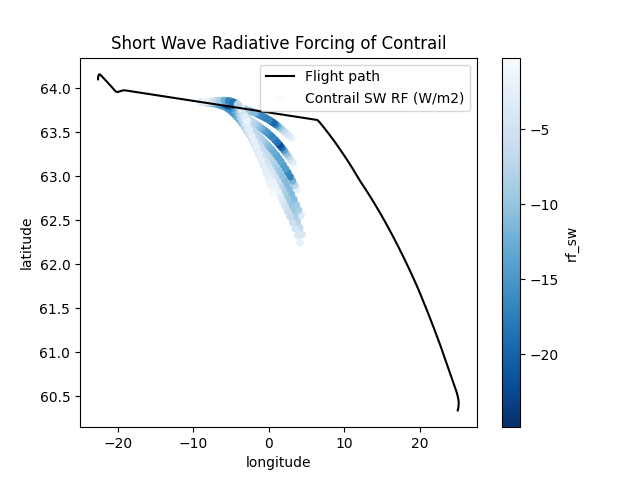 Short Wave Radiative Forcing of Contrail
Flight path
Contrail SW RF (W/m2)
64.0
63.5
63.0
62.5
62.0
61.5
61.0
60.5
latitude
−20
−10
0
10
20
longitude
−5
−10
−15
−20
rf_sw